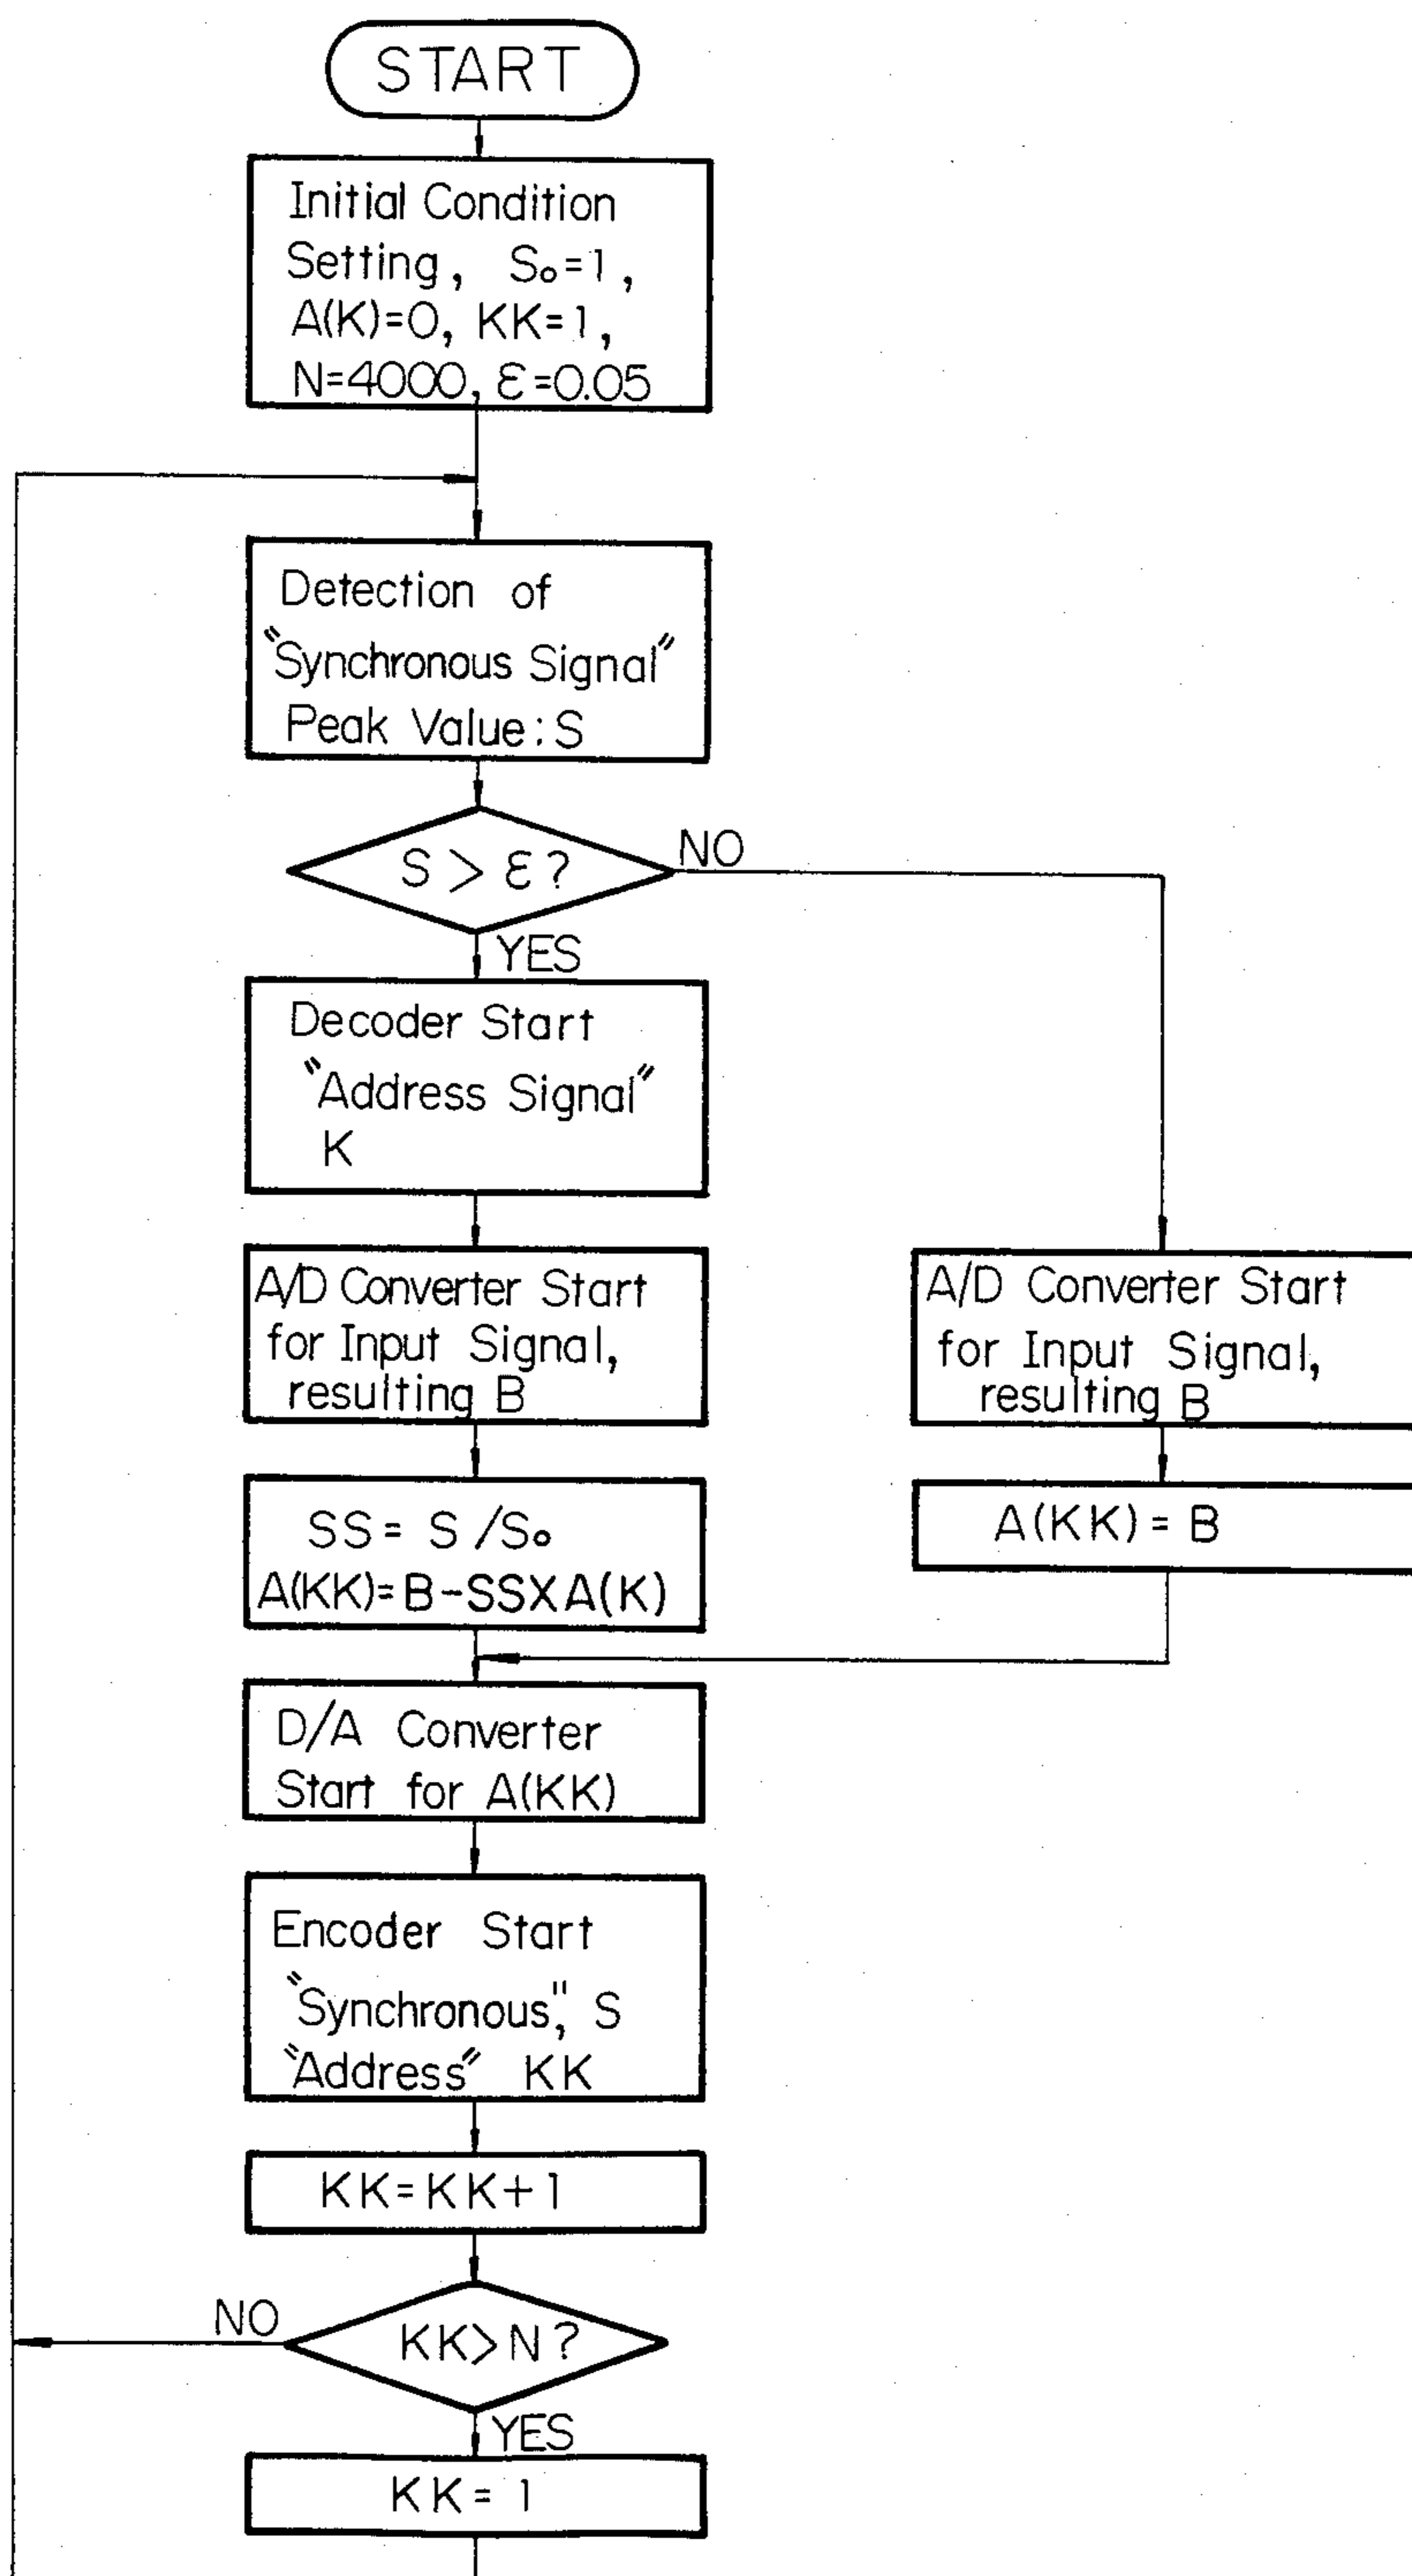 START
Initial Condition
Setting, S₀=1,
A(K)=0, KK=1,
N=4000, ε=0.05
Detection of
"Synchronous Signal"
Peak Value: S
S > ε?
NO
YES
Decoder Start
"Address Signal"
K
A/D Converter Start
for Input Signal,
resulting B
A/D Converter Start
for Input Signal,
resulting B
SS = S/S₀
A(KK)=B-SSXA(K)
A(KK) = B
D/A Converter
Start for A(KK)
Encoder Start
"Synchronous," S
"Address" KK
KK=KK+1
NO
KK>N?
YES
KK = 1